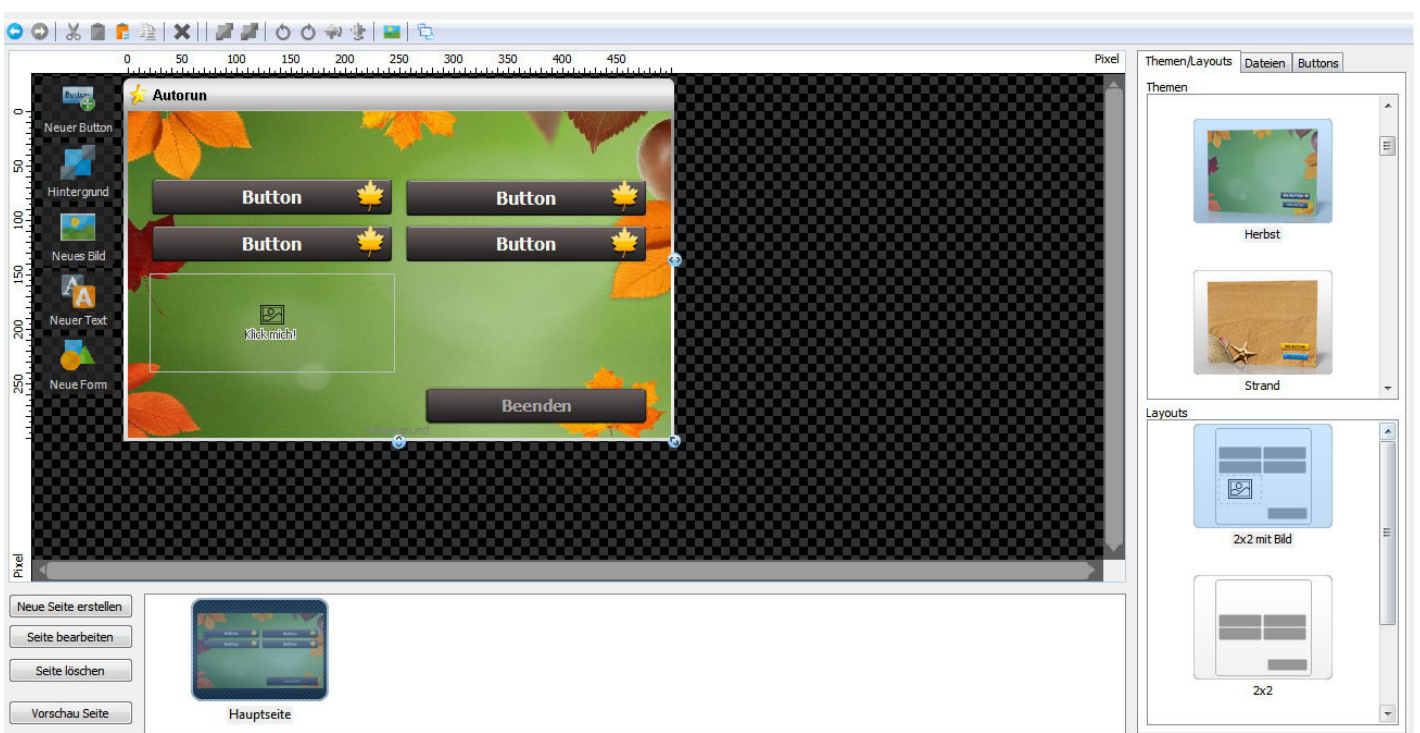 0 50 100 150 200 250 300 350 400 450 Pixel
Themen/Layouts Dateien Buttons
Themen
Neuer Button
Hintergrund
Neues Bild
Neuer Text
Neue Form
0
50
100
150
200
250
Pixel
Autorun
Button Button
Button Button
Klick mich!
Beenden
Herbst
Strand
Layouts
2x2 mit Bild
2x2
Neue Seite erstellen
Seite bearbeiten
Seite löschen
Vorschau Seite
Hauptseite